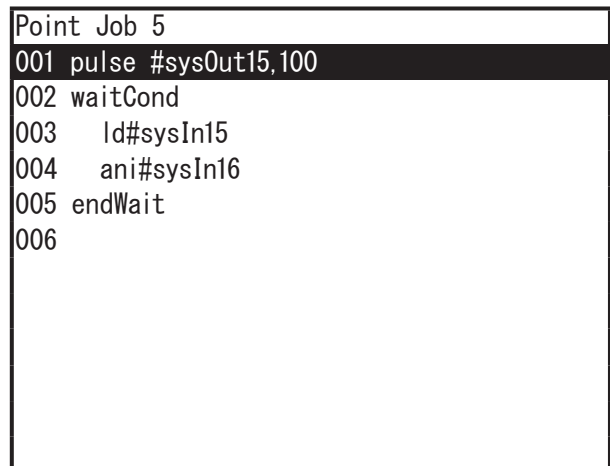 Point Job 5
001 pulse #sysOut15,100
002 waitCond
003   ld#sysIn15
004   ani#sysIn16
005 endWait
006